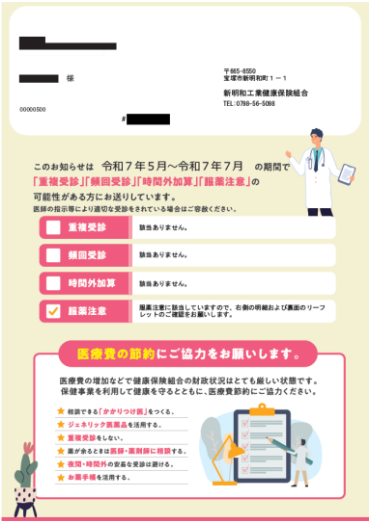 様
〒665-8550
宝塚市新明和町1-1
新明和工業健康保険組合
TEL:0798-56-5098
00000500
#
このお知らせは 令和7年5月～令和7年7月 の期間で
「重複受診」「頻回受診」「時間外加算」「服薬注意」の
可能性がある方にお送りしています。
医師の指示等により適切な受診をされている場合はご容赦ください。
重複受診 該当ありません。
頻回受診 該当ありません。
時間外加算 該当ありません。
服薬注意 服薬注意に該当していますので、右側の明細および裏面のリーフ
レットのご確認をお願いします。
医療費の節約にご協力をお願いします。
医療費の増加などで健康保険組合の財政状況はとても厳しい状態です。
保健事業を利用して健康を守るとともに、医療費節約にご協力ください。
★ 相談できる「かかりつけ医」をつくる。
★ ジェネリック医薬品を活用する。
★ 重複受診をしない。
★ 薬が余るときは医師・薬剤師に相談する。
★ 夜間・時間外の安易な受診は避ける。
★ お薬手帳を活用する。